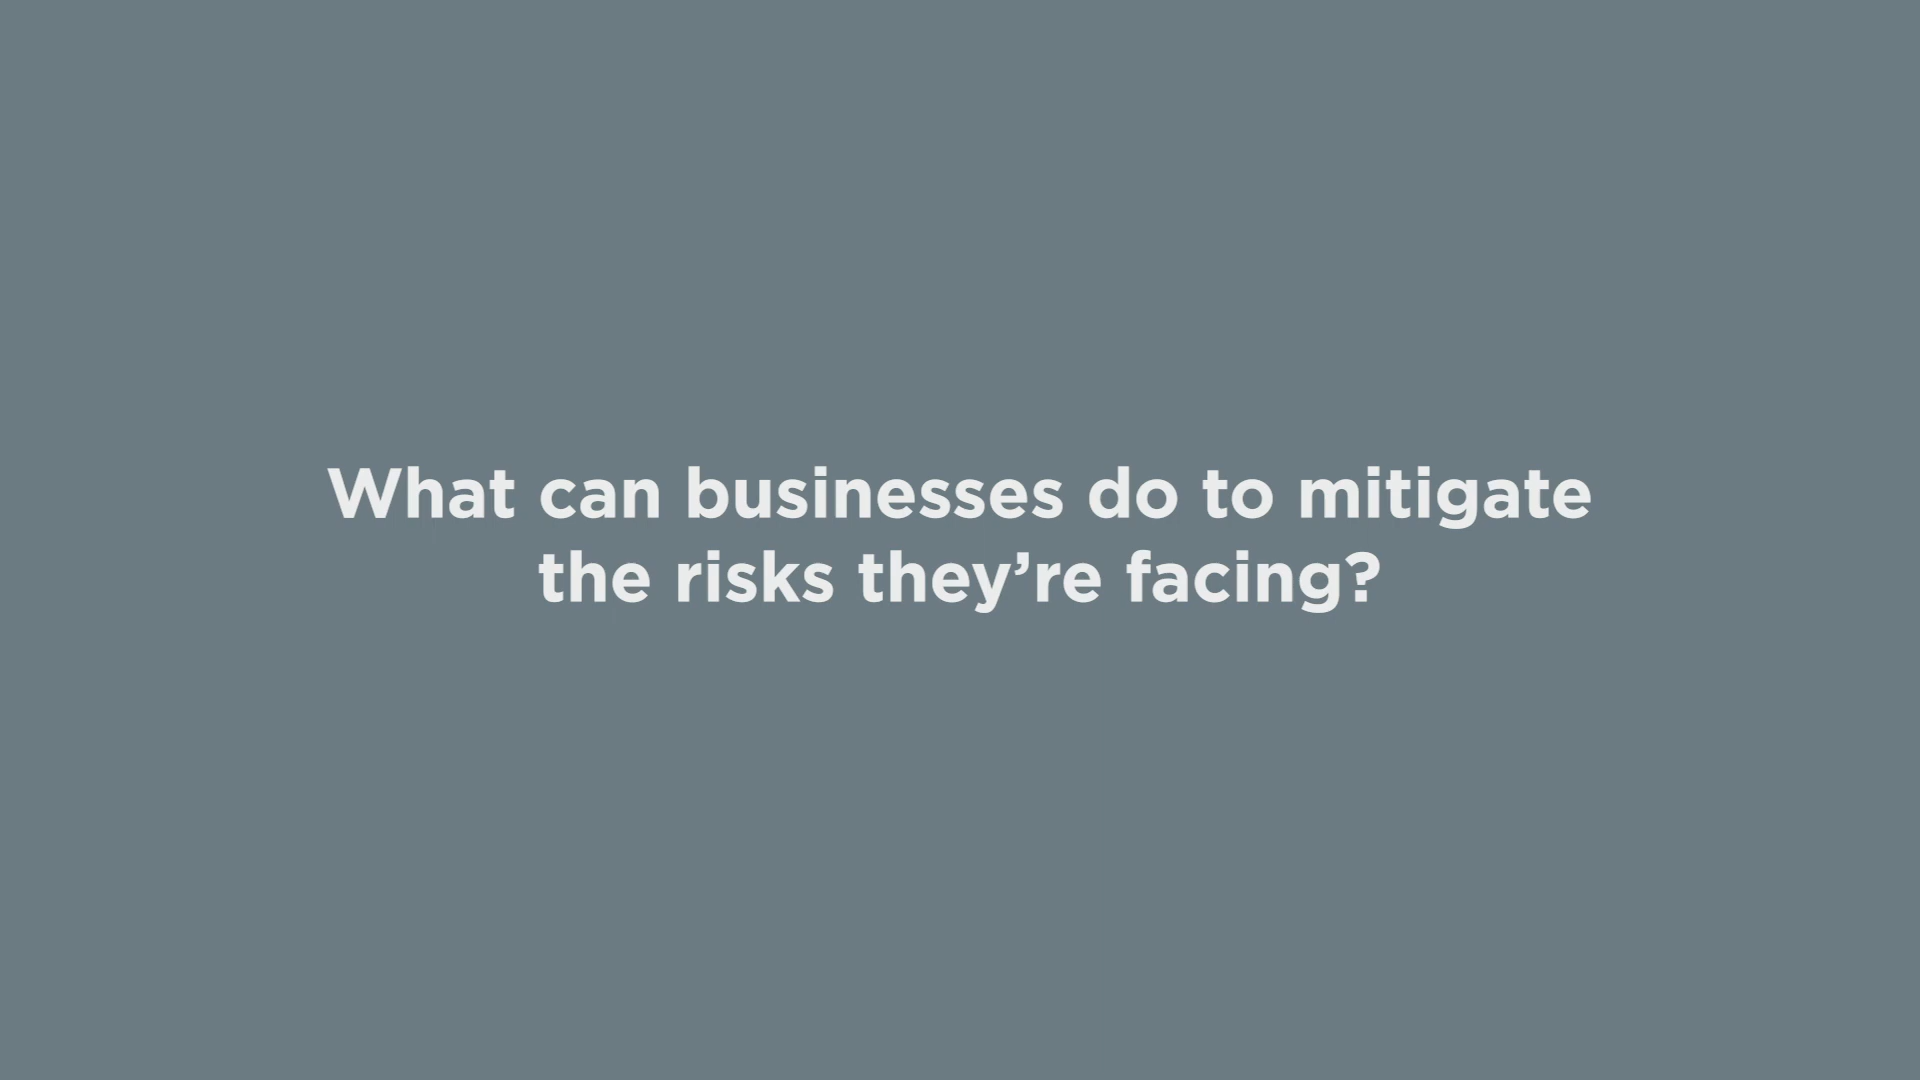 What can businesses do to mitigate
the risks they’re facing?